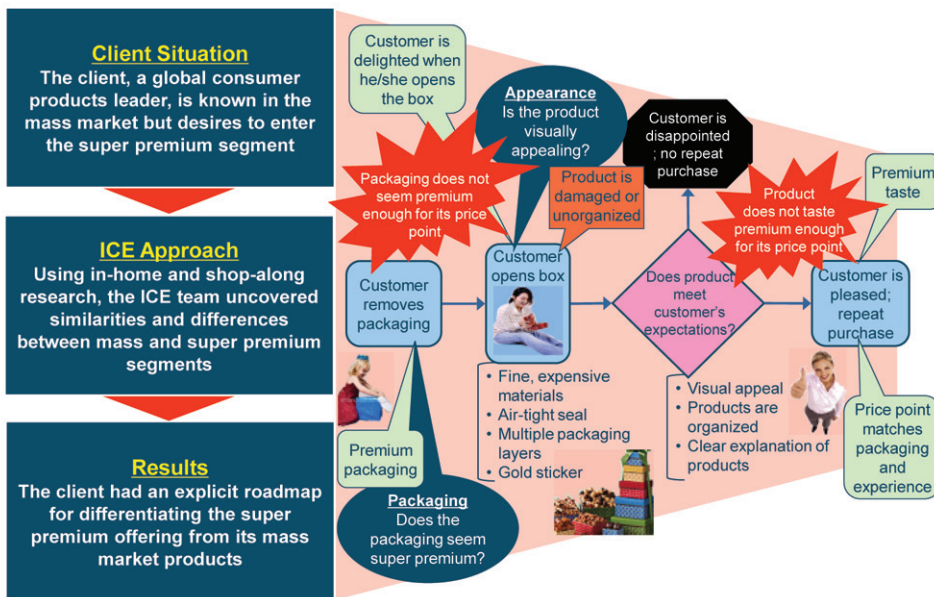 Client Situation
The client, a global consumer
products leader, is known in the
mass market but desires to enter
the super premium segment
ICE Approach
Using in-home and shop-along
research, the ICE team uncovered
similarities and differences
between mass and super premium
segments
Results
The client had an explicit roadmap
for differentiating the super
premium offering from its mass
market products
Customer is
delighted when
he/she opens
the box
Appearance
Is the product
visually
appealing?
Customer is
disappointed
; no repeat
purchase
Packaging does not
seem premium
enough for its price
point
Product is
damaged or
unorganized
Product
does not taste
premium enough
for its price point
Premium
taste
Customer
removes
packaging
Customer
opens box
Does product
meet
customer's
expectations?
Customer is
pleased;
repeat
purchase
Premium
packaging
• Fine, expensive
materials
• Air-tight seal
• Multiple packaging
layers
• Gold sticker
• Visual appeal
• Products are
organized
• Clear explanation of
products
Price point
matches
packaging
and
experience
Packaging
Does the
packaging seem
super premium?